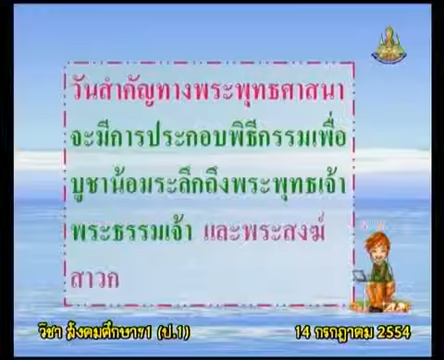 วันสำคัญทางพระพุทธศาสนา
จะมีการประกอบพิธีกรรมเพื่อ
บูชาน้อมระลึกถึงพระพุทธเจ้า
พระธรรมเจ้า และพระสงฆ์
สาวก
วิชา สังคมศึกษาฯ1 (ป.1) 14 กรกฎาคม 2554